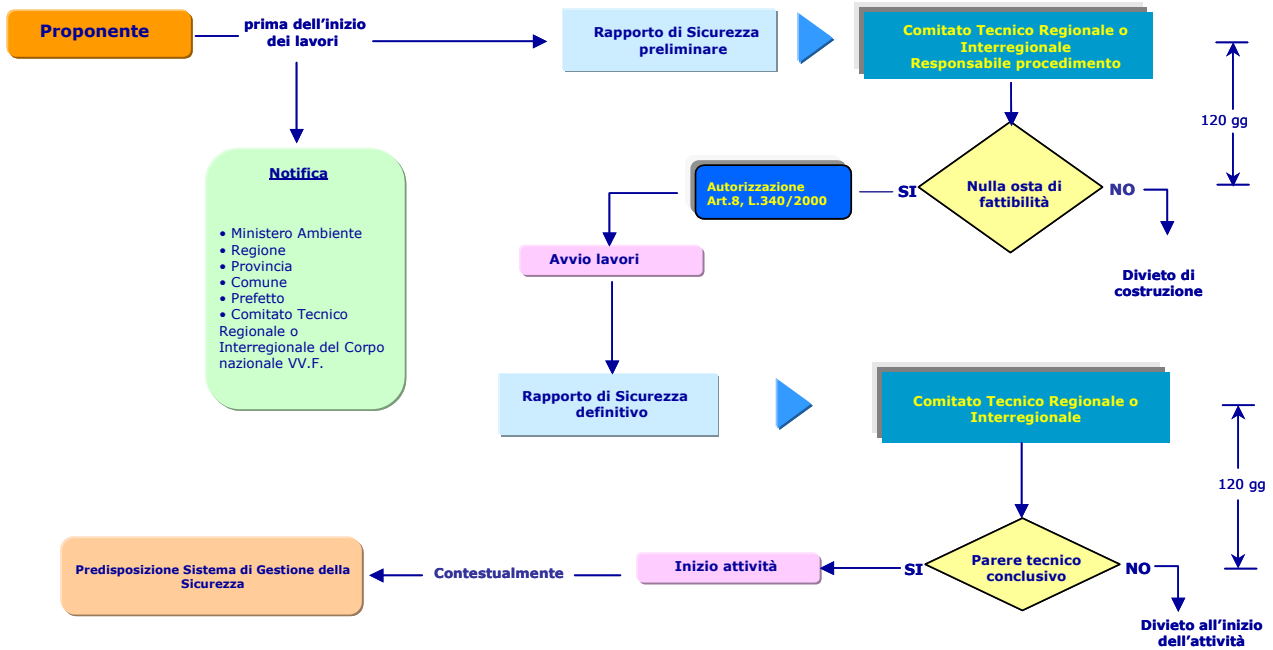 Proponente
prima dell'inizio
dei lavori
Rapporto di Sicurezza
preliminare
Comitato Tecnico Regionale o
Interregionale
Responsabile procedimento
120 gg
Notifica
• Ministero Ambiente
• Regione
• Provincia
• Comune
• Prefetto
• Comitato Tecnico
Regionale o
Interregionale del Corpo
nazionale VV.F.
Autorizzazione
Art.8, L.340/2000
SI
Nulla osta di
fattibilità
NO
Avvio lavori
Divieto di
costruzione
Rapporto di Sicurezza
definitivo
Comitato Tecnico Regionale o
Interregionale
120 gg
Predisposizione Sistema di Gestione della
Sicurezza
Contestualmente
Inizio attività
SI
Parere tecnico
conclusivo
NO
Divieto all'inizio
dell'attività